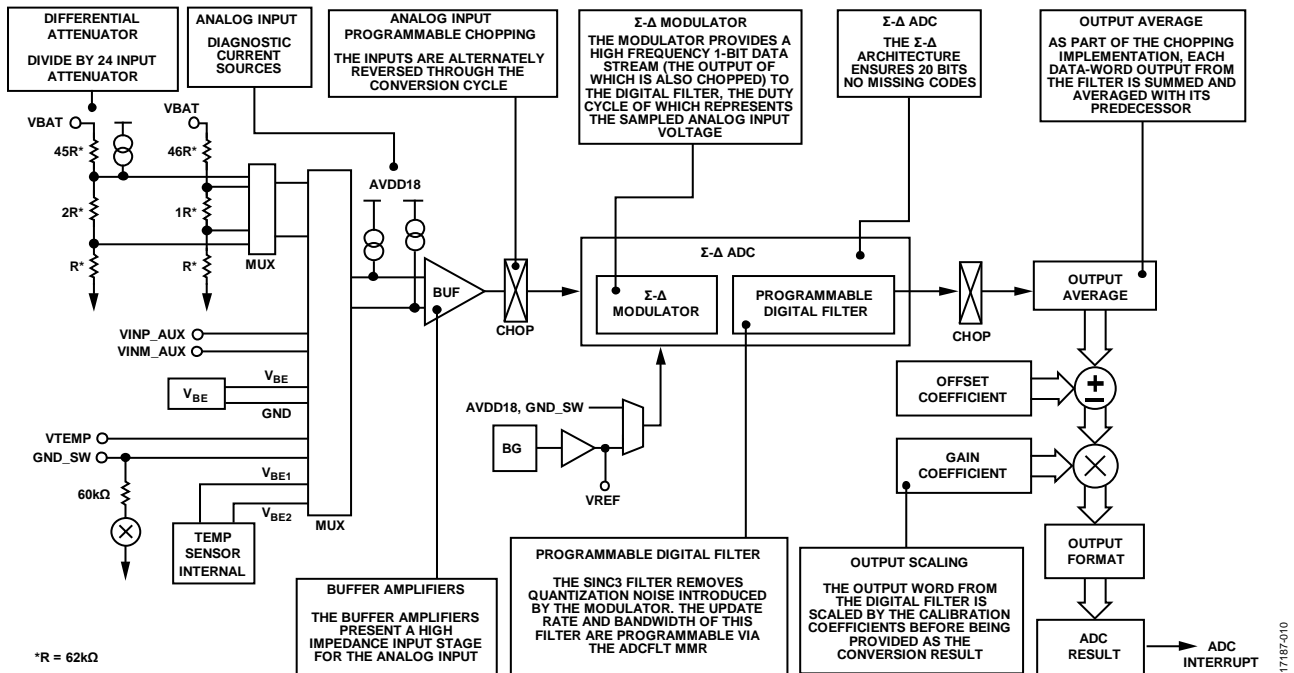 DIFFERENTIAL
ATTENUATOR
DIVIDE BY 24 INPUT
ATTENUATOR
ANALOG INPUT
DIAGNOSTIC
CURRENT
SOURCES
ANALOG INPUT
PROGRAMMABLE CHOPPING
THE INPUTS ARE ALTERNATELY
REVERSED THROUGH THE
CONVERSION CYCLE
Σ-Δ MODULATOR
THE MODULATOR PROVIDES A
HIGH FREQUENCY 1-BIT DATA
STREAM (THE OUTPUT OF
WHICH IS ALSO CHOPPED) TO
THE DIGITAL FILTER, THE DUTY
CYCLE OF WHICH REPRESENTS
THE SAMPLED ANALOG INPUT
VOLTAGE
Σ-Δ ADC
THE Σ-Δ
ARCHITECTURE
ENSURES 20 BITS
NO MISSING CODES
OUTPUT AVERAGE
AS PART OF THE CHOPPING
IMPLEMENTATION, EACH
DATA-WORD OUTPUT FROM
THE FILTER IS SUMMED AND
AVERAGED WITH ITS
PREDECESSOR
VBAT
VBAT
45R*
46R*
2R*
1R*
R*
R*
MUX
AVDD18
BUF
CHOP
Σ-Δ ADC
Σ-Δ
MODULATOR
PROGRAMMABLE
DIGITAL FILTER
CHOP
OUTPUT
AVERAGE
VINP_AUX
VINM_AUX
VBE
VBE
GND
VTEMP
GND_SW
60kΩ
VBE1
VBE2
TEMP
SENSOR
INTERNAL
MUX
AVDD18, GND_SW
BG
VREF
OFFSET
COEFFICIENT
±
GAIN
COEFFICIENT
×
OUTPUT
FORMAT
ADC
RESULT
ADC
INTERRUPT
BUFFER AMPLIFIERS
THE BUFFER AMPLIFIERS
PRESENT A HIGH
IMPEDANCE INPUT STAGE
FOR THE ANALOG INPUT
PROGRAMMABLE DIGITAL FILTER
THE SINC3 FILTER REMOVES
QUANTIZATION NOISE INTRODUCED
BY THE MODULATOR. THE UPDATE
RATE AND BANDWIDTH OF THIS
FILTER ARE PROGRAMMABLE VIA
THE ADCFLT MMR
OUTPUT SCALING
THE OUTPUT WORD FROM
THE DIGITAL FILTER IS
SCALED BY THE CALIBRATION
COEFFICIENTS BEFORE BEING
PROVIDED AS THE
CONVERSION RESULT
*R = 62kΩ
17187-010